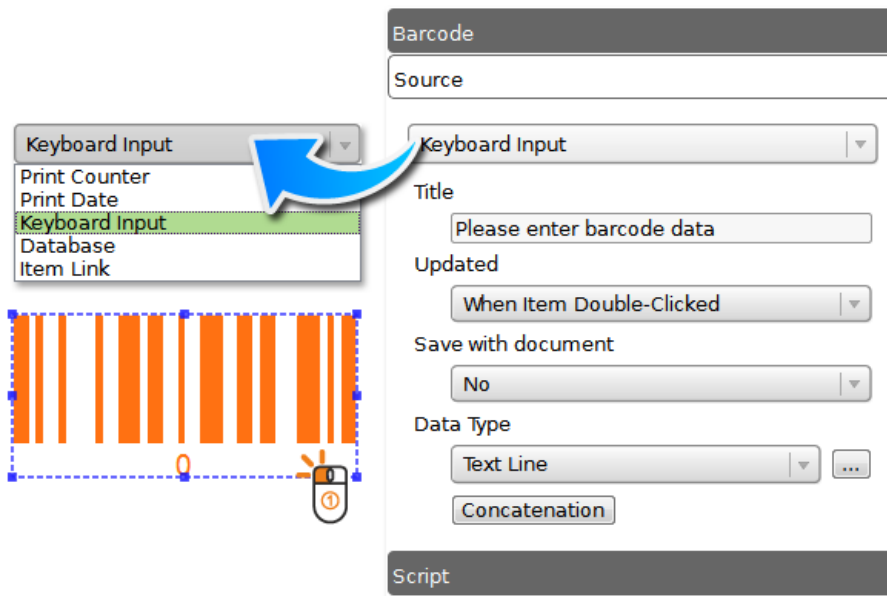 Barcode
Source
Keyboard Input
Print Counter
Print Date
Keyboard Input
Database
Item Link
0
1
Keyboard Input
Title
Please enter barcode data
Updated
When Item Double-Clicked
Save with document
No
Data Type
Text Line
...
Concatenation
Script